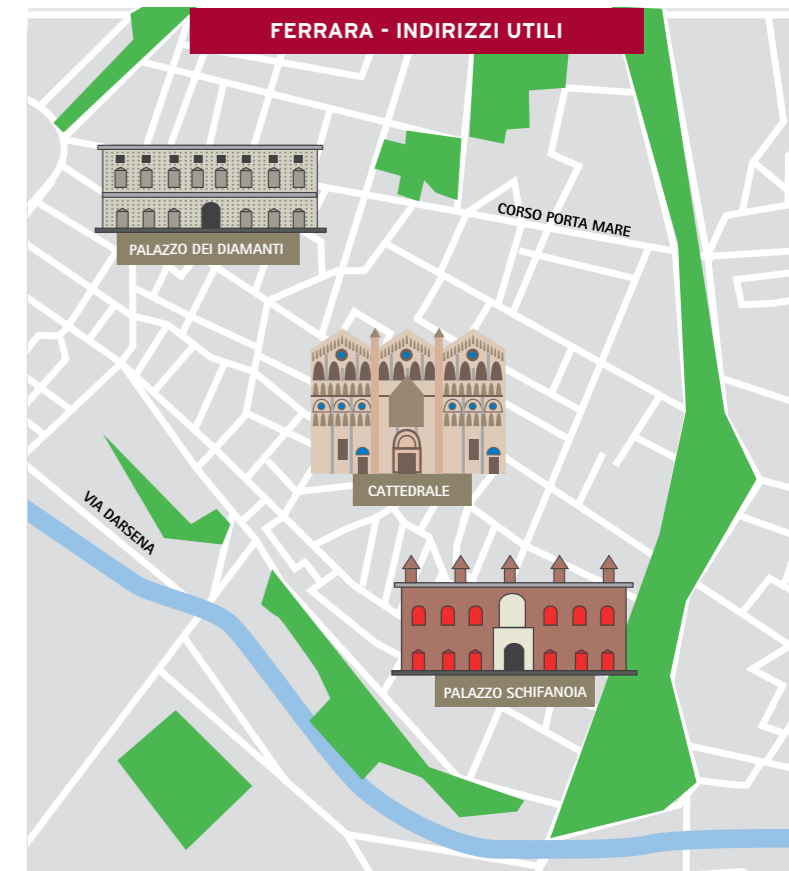 FERRARA - INDIRIZZI UTILI
PALAZZO DEI DIAMANTI
CORSO PORTA MARE
CATTEDRALE
VIA DARSENA
PALAZZO SCHIFANOIA